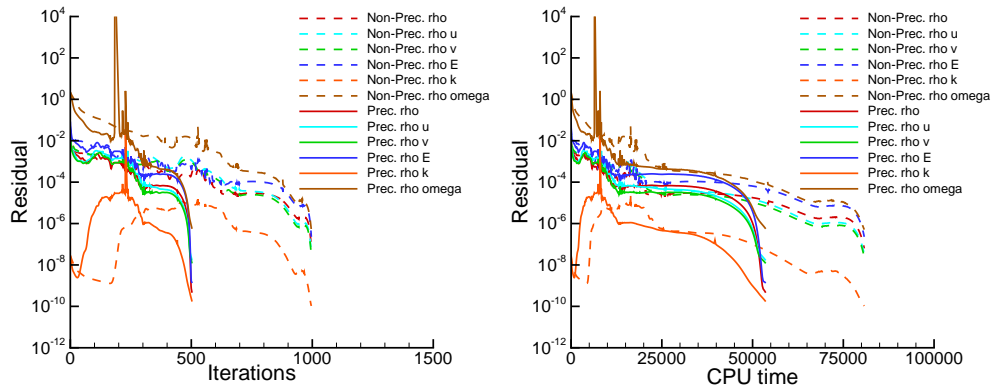 Residual
10^4
10^2
10^0
10^-2
10^-4
10^-6
10^-8
10^-10
10^-12
0
500
1000
1500
Iterations
Non-Prec. rho
Non-Prec. rho u
Non-Prec. rho v
Non-Prec. rho E
Non-Prec. rho k
Non-Prec. rho omega
Prec. rho
Prec. rho u
Prec. rho v
Prec. rho E
Prec. rho k
Prec. rho omega
Residual
10^4
10^2
10^0
10^-2
10^-4
10^-6
10^-8
10^-10
10^-12
0
25000
50000
75000
100000
CPU time
Non-Prec. rho
Non-Prec. rho u
Non-Prec. rho v
Non-Prec. rho E
Non-Prec. rho k
Non-Prec. rho omega
Prec. rho
Prec. rho u
Prec. rho v
Prec. rho E
Prec. rho k
Prec. rho omega